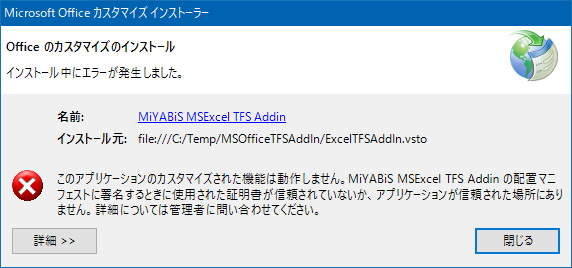 Microsoft Office カスタマイズ インストーラー
Office のカスタマイズのインストール
インストール中にエラーが発生しました。
名前: MiYABiS MSExcel TFS Addin
インストール元: file:///C:/Temp/MSOfficeTFSAddIn/ExcelTFSAddIn.vsto
このアプリケーションのカスタマイズされた機能は動作しません。MiYABiS MSExcel TFS Addin の配置マニ
フェストに署名するときに使用された証明書が信頼されていないか、アプリケーションが信頼された場所にあり
ません。詳細については管理者に問い合わせてください。
詳細 >> 閉じる